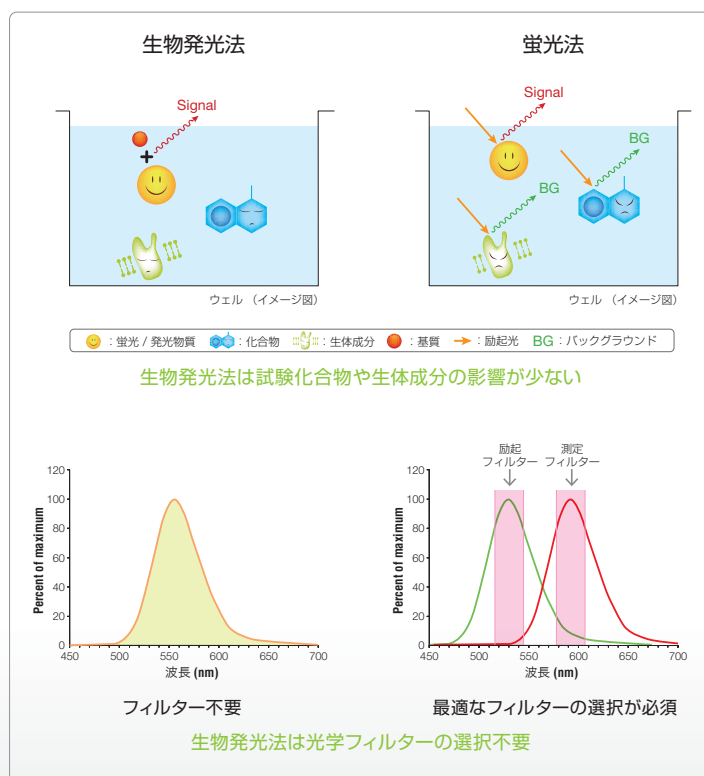 生物発光法
蛍光法
Signal
ウェル （イメージ図）
Signal
BG
BG
ウェル （イメージ図）
：蛍光 / 発光物質 ：化合物 ：生体成分 ：基質 ：励起光 BG：バックグラウンド
生物発光法は試験化合物や生体成分の影響が少ない
Percent of maximum
120
100
80
60
40
20
0
450 500 550 600 650 700
波長 (nm)
フィルター不要
励起
フィルター
測定
フィルター
Percent of maximum
120
100
80
60
40
20
0
450 500 550 600 650 700
波長 (nm)
最適なフィルターの選択が必須
生物発光法は光学フィルターの選択不要